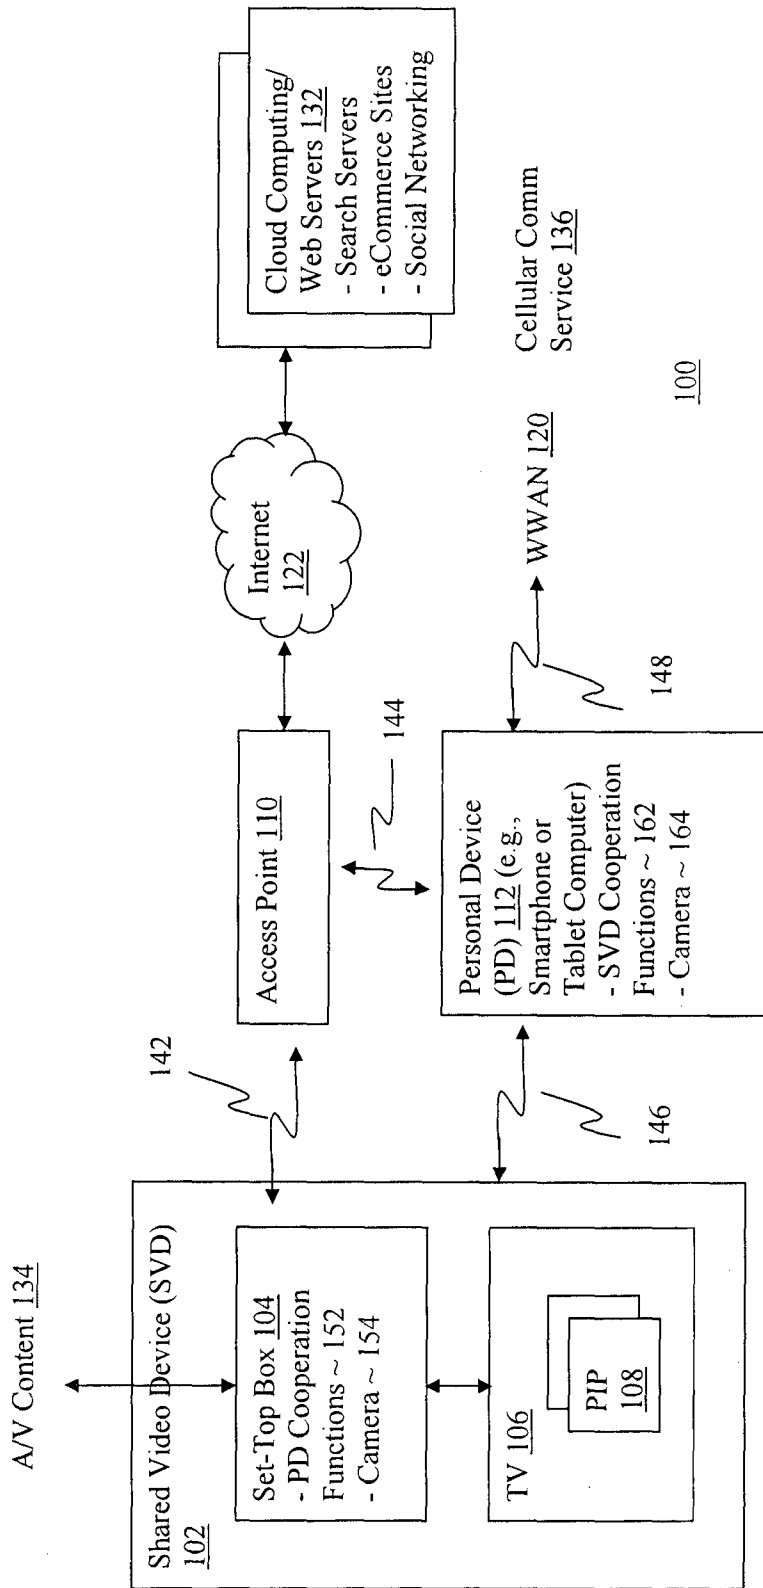 A/V Content 134
Shared Video Device (SVD)
102
Set-Top Box 104
- PD Cooperation
Functions ~ 152
- Camera ~ 154
TV 106
PIP
108
142
Access Point 110
144
146
Personal Device
(PD) 112 (e.g.,
Smartphone or
Tablet Computer)
- SVD Cooperation
Functions ~ 162
- Camera ~ 164
148
Internet
122
WWAN 120
Cloud Computing/
Web Servers 132
- Search Servers
- eCommerce Sites
- Social Networking
Cellular Comm
Service 136
100